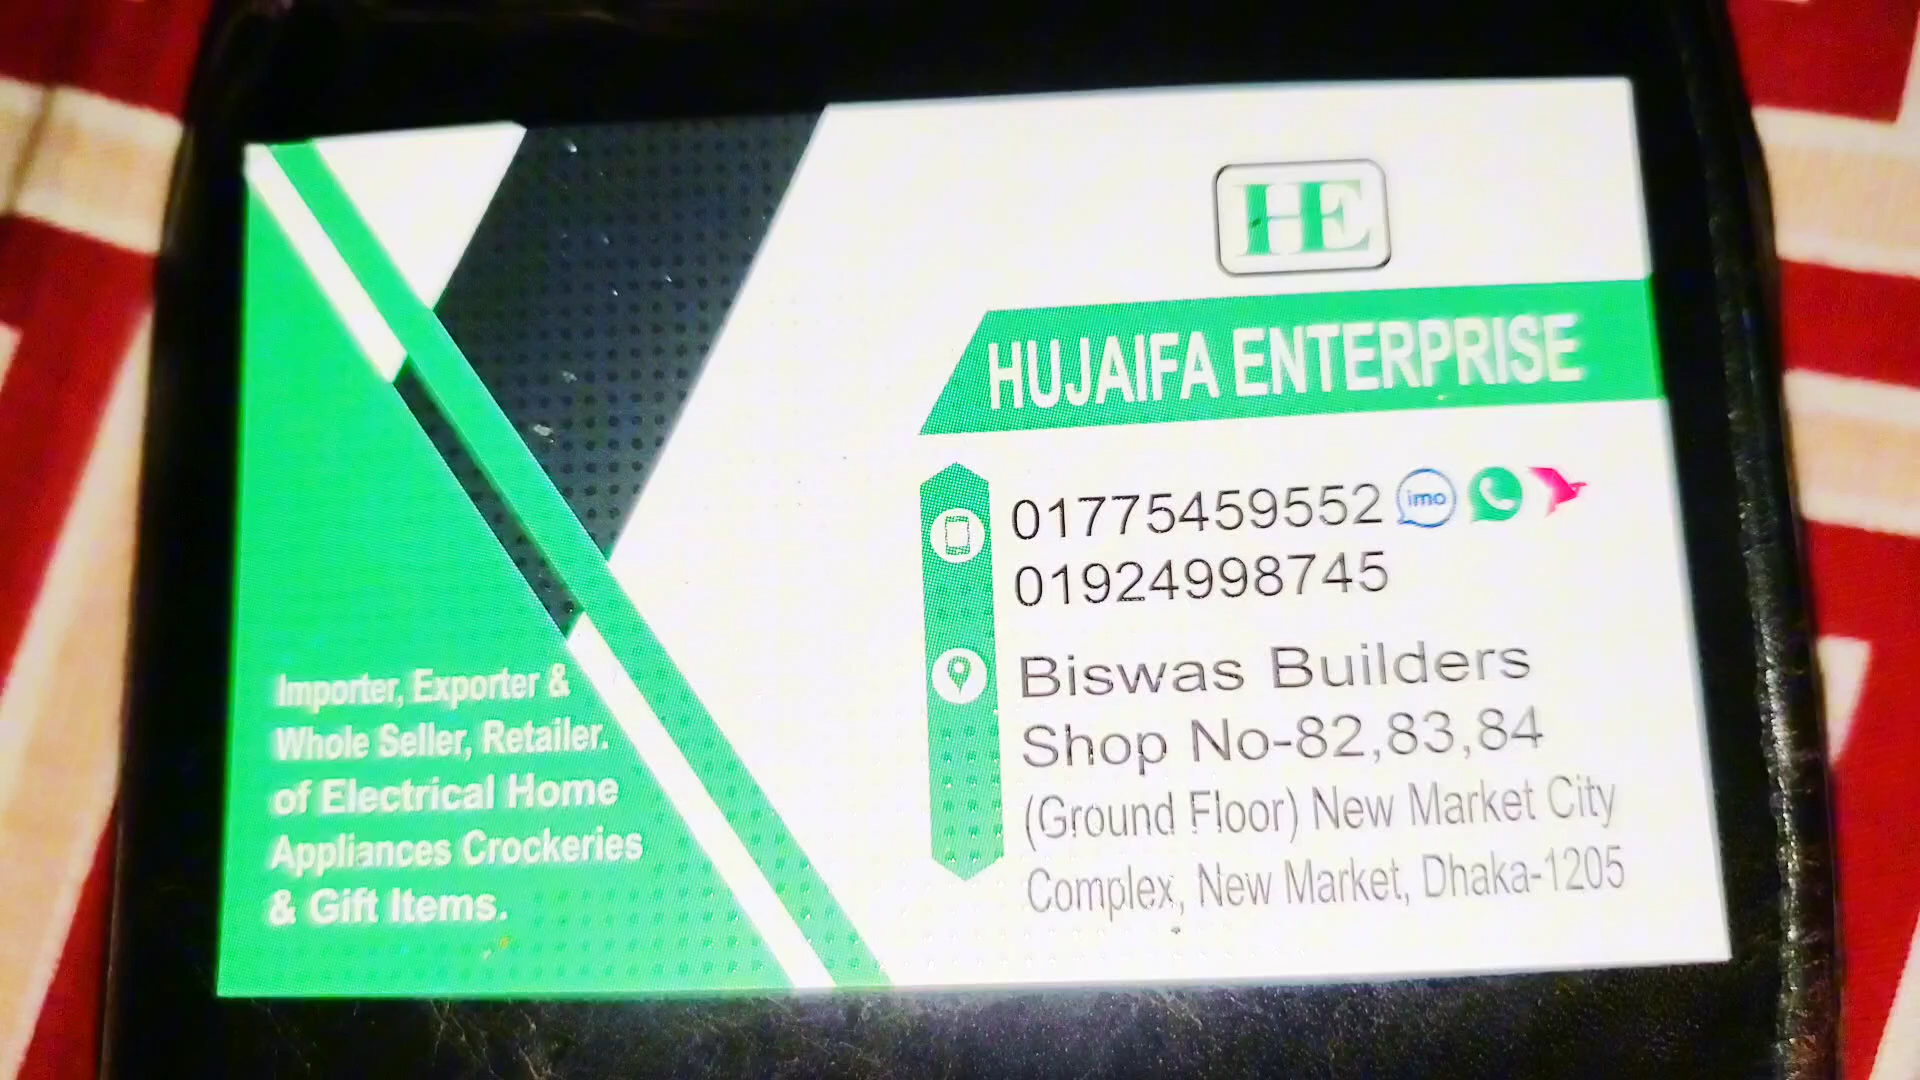 HE
HUJAIFA ENTERPRISE
01775459552 imo
01924998745
Biswas Builders
Shop No-82,83,84
(Ground Floor) New Market City
Complex, New Market, Dhaka-1205
Importer, Exporter &
Whole Seller, Retailer.
of Electrical Home
Appliances Crockeries
& Gift Items.